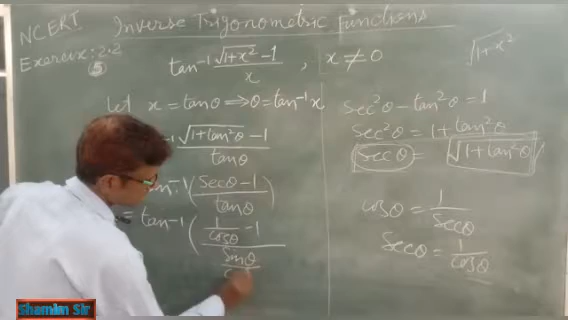 NCERT Inverse Trigonometric Functions
Exercise: 2.2
⑤ tan⁻¹ (√(1+x²) − 1)/x , x ≠ 0
√1+x²
Let x = tanθ ⟹ θ = tan⁻¹x
⁻¹ (√(1+tan²θ) − 1)/tanθ
tan⁻¹ ((secθ − 1)/tanθ)
= tan⁻¹ ((1/cosθ − 1)/(Sinθ/
sec²θ − tan²θ = 1
sec²θ = 1 + tan²θ
secθ = √(1+tan²θ)
cosθ = 1/secθ
secθ = 1/cosθ
Shamim Sir